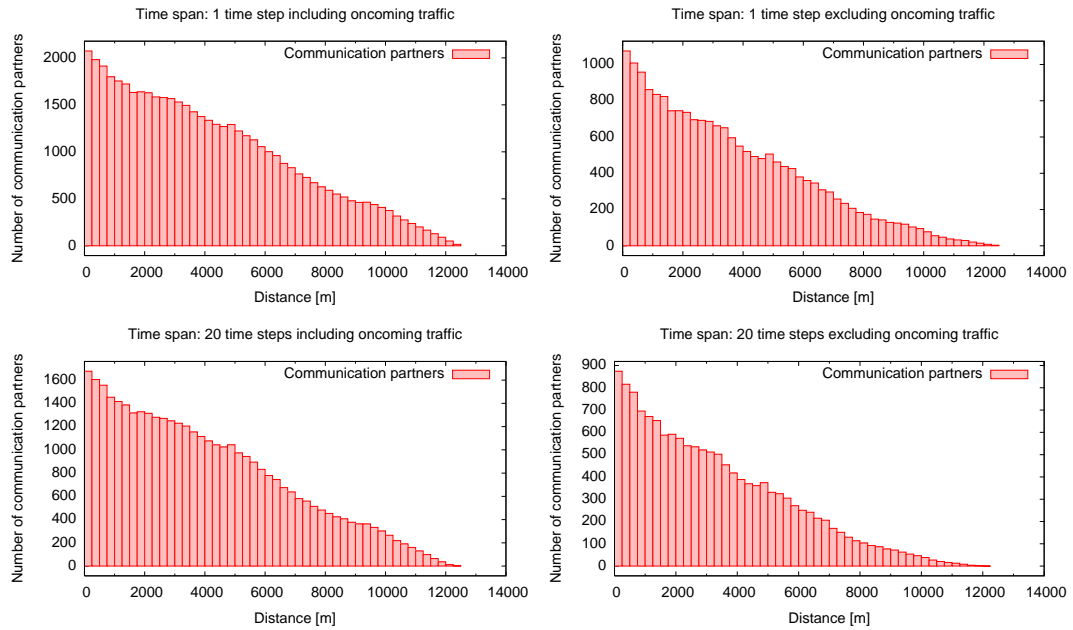 Time span: 1 time step including oncoming traffic
Number of communication partners
2000
1500
1000
500
0
Communication partners
0 2000 4000 6000 8000 10000 12000 14000
Distance [m]
Time span: 1 time step excluding oncoming traffic
Number of communication partners
1000
800
600
400
200
0
Communication partners
0 2000 4000 6000 8000 10000 12000 14000
Distance [m]
Time span: 20 time steps including oncoming traffic
Number of communication partners
1600
1400
1200
1000
800
600
400
200
0
Communication partners
0 2000 4000 6000 8000 10000 12000 14000
Distance [m]
Time span: 20 time steps excluding oncoming traffic
Number of communication partners
900
800
700
600
500
400
300
200
100
0
Communication partners
0 2000 4000 6000 8000 10000 12000 14000
Distance [m]